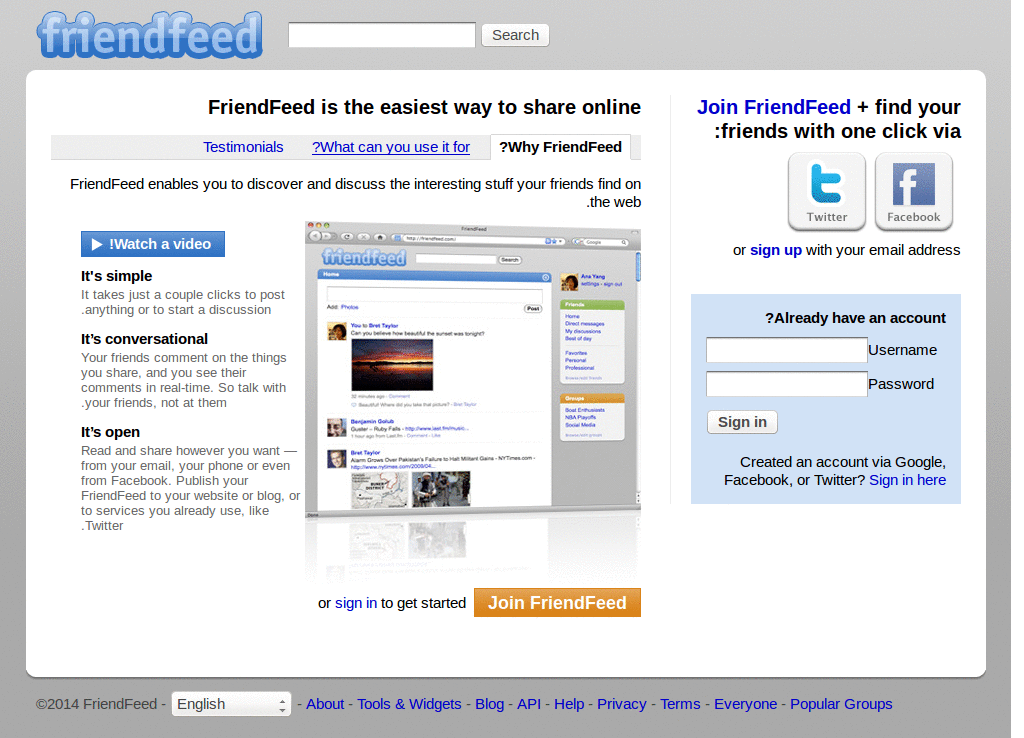 friendfeed
Search
FriendFeed is the easiest way to share online
Testimonials
?What can you use it for
?Why FriendFeed
FriendFeed enables you to discover and discuss the interesting stuff your friends find on
.the web
!Watch a video
It's simple
It takes just a couple clicks to post
.anything or to start a discussion
It's conversational
Your friends comment on the things
you share, and you see their
comments in real-time. So talk with
.your friends, not at them
It's open
Read and share however you want —
from your email, your phone or even
from Facebook. Publish your
FriendFeed to your website or blog, or
to services you already use, like
.Twitter
FriendFeed
http://friendfeed.com/
Google
friendfeed
Search
Home
Add: Photos
Post
You to Bret Taylor
Can you believe how beautiful the sunset was tonight?
32 minutes ago - Comment
Beautiful! Where did you take that picture? - Bret Taylor
Benjamin Golub
Guster – Ruby Falls - http://www.last.fm/music...
1 hour ago from Last.fm - Comment - Like
Bret Taylor
Alarm Grows Over Pakistan's Failure to Halt Militant Gains - NYTimes.com -
http://www.nytimes.com/2009/04...
Ana Yang
settings - sign out
Friends
Home
Direct messages
My discussions
Best of day
Favorites
Personal
Professional
Browse/edit friends
Groups
Boat Enthusiasts
NBA Playoffs
Social Media
Browse/edit groups
or sign in to get started
Join FriendFeed
Join FriendFeed + find your
:friends with one click via
Twitter
Facebook
or sign up with your email address
?Already have an account
Username
Password
Sign in
Created an account via Google,
Facebook, or Twitter? Sign in here
©2014 FriendFeed - English - About - Tools & Widgets - Blog - API - Help - Privacy - Terms - Everyone - Popular Groups